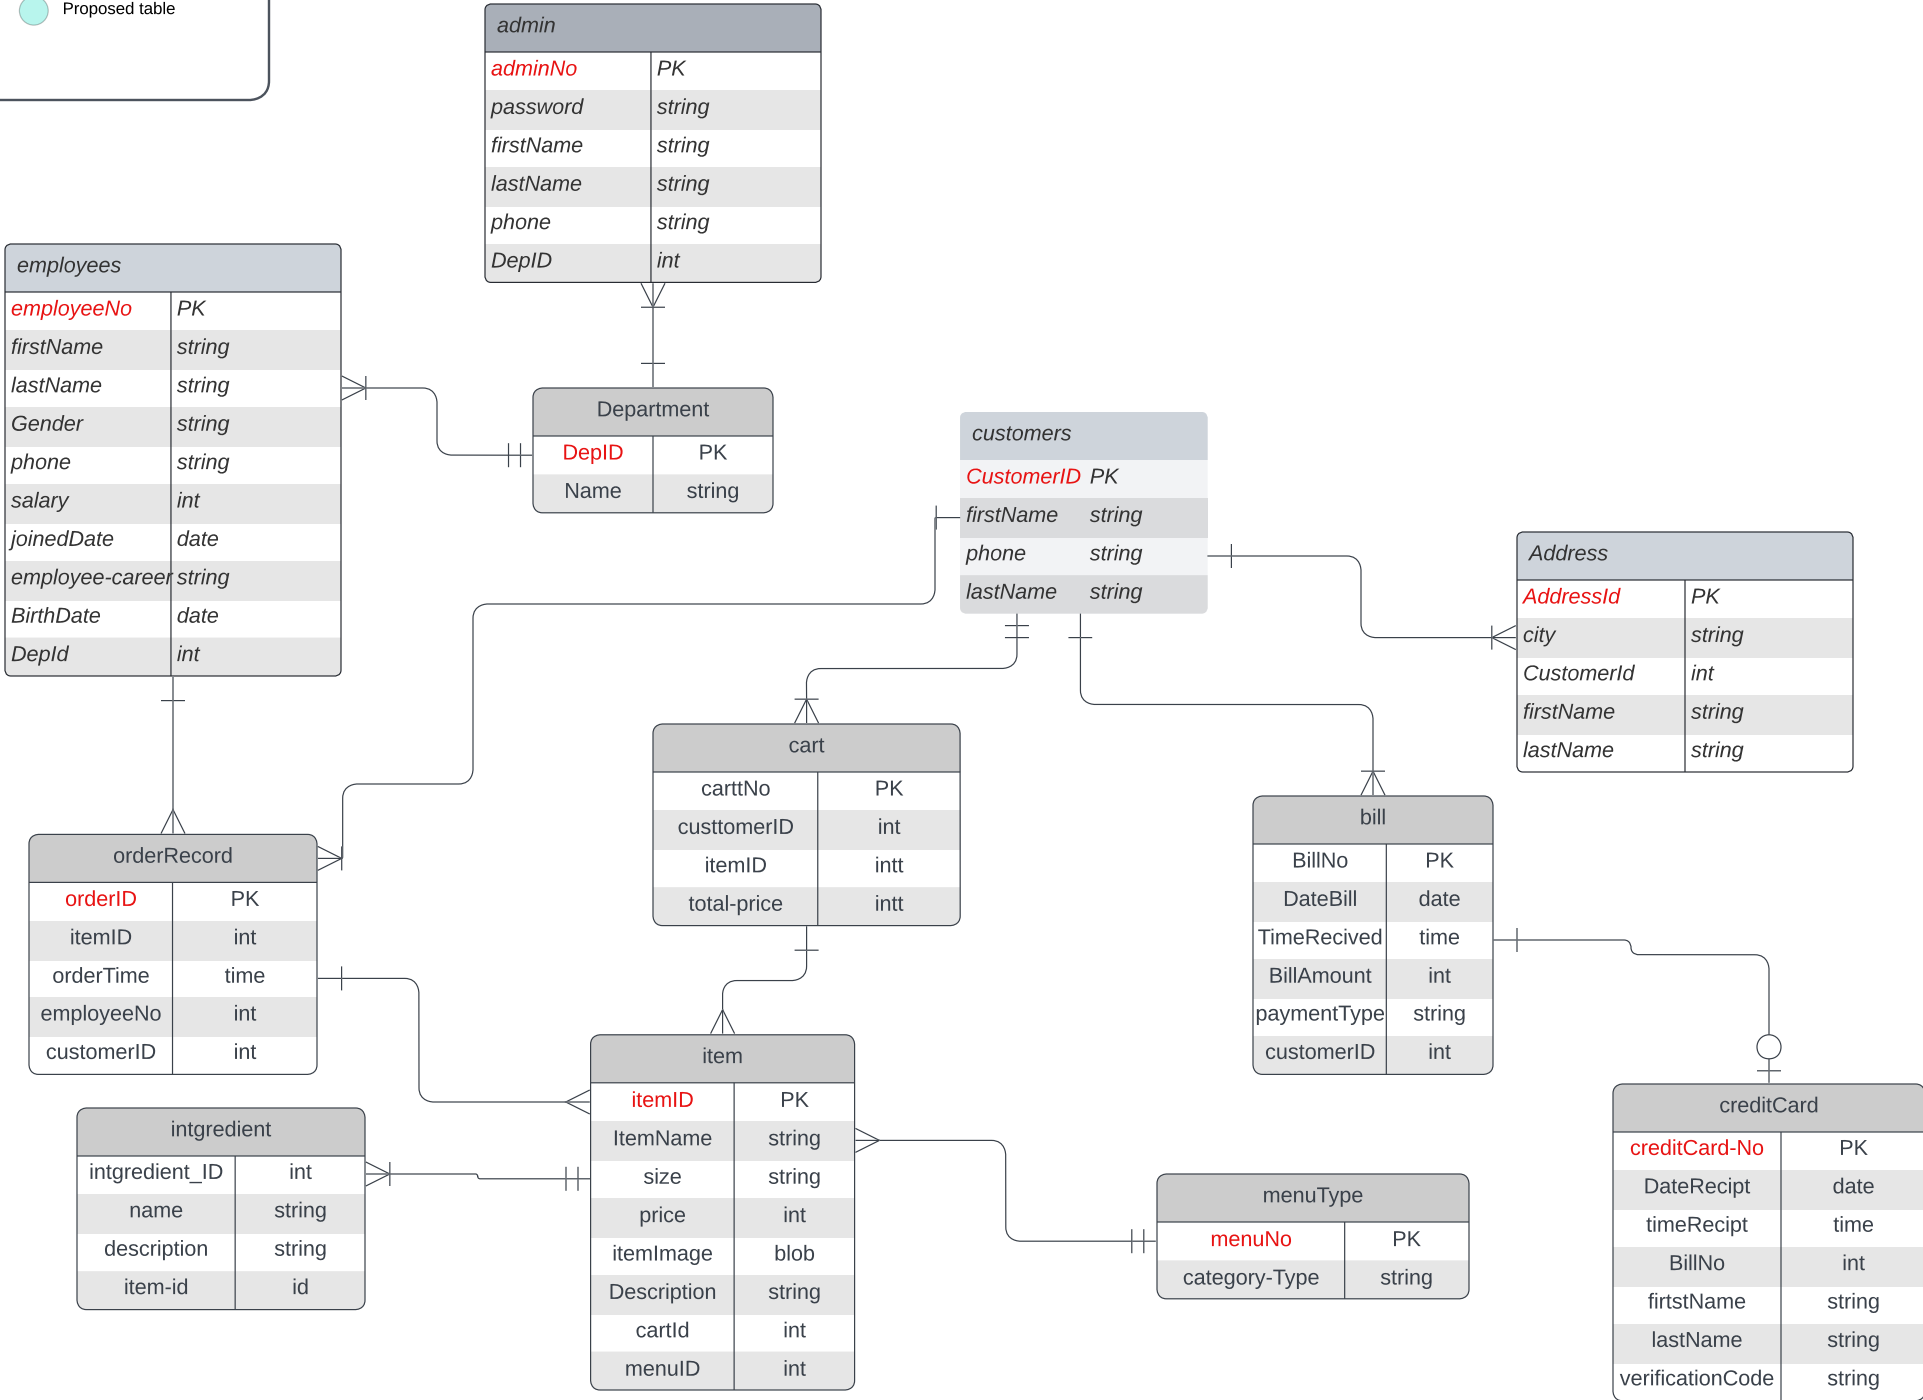 Proposed table
admin
adminNo PK
password string
firstName string
lastName string
phone string
DepID int
employees
employeeNo PK
firstName string
lastName string
Gender string
phone string
salary int
joinedDate date
employee-career string
BirthDate date
DepId int
Department
DepID PK
Name string
customers
CustomerID PK
firstName string
phone string
lastName string
Address
AddressId PK
city string
CustomerId int
firstName string
lastName string
cart
carttNo PK
custtomerID int
itemID intt
total-price intt
bill
BillNo PK
DateBill date
TimeRecived time
BillAmount int
paymentType string
customerID int
orderRecord
orderID PK
itemID int
orderTime time
employeeNo int
customerID int
item
itemID PK
ItemName string
size string
price int
itemImage blob
Description string
cartId int
menuID int
intgredient
intgredient_ID int
name string
description string
item-id id
menuType
menuNo PK
category-Type string
creditCard
creditCard-No PK
DateRecipt date
timeRecipt time
BillNo int
firtstName string
lastName string
verificationCode string